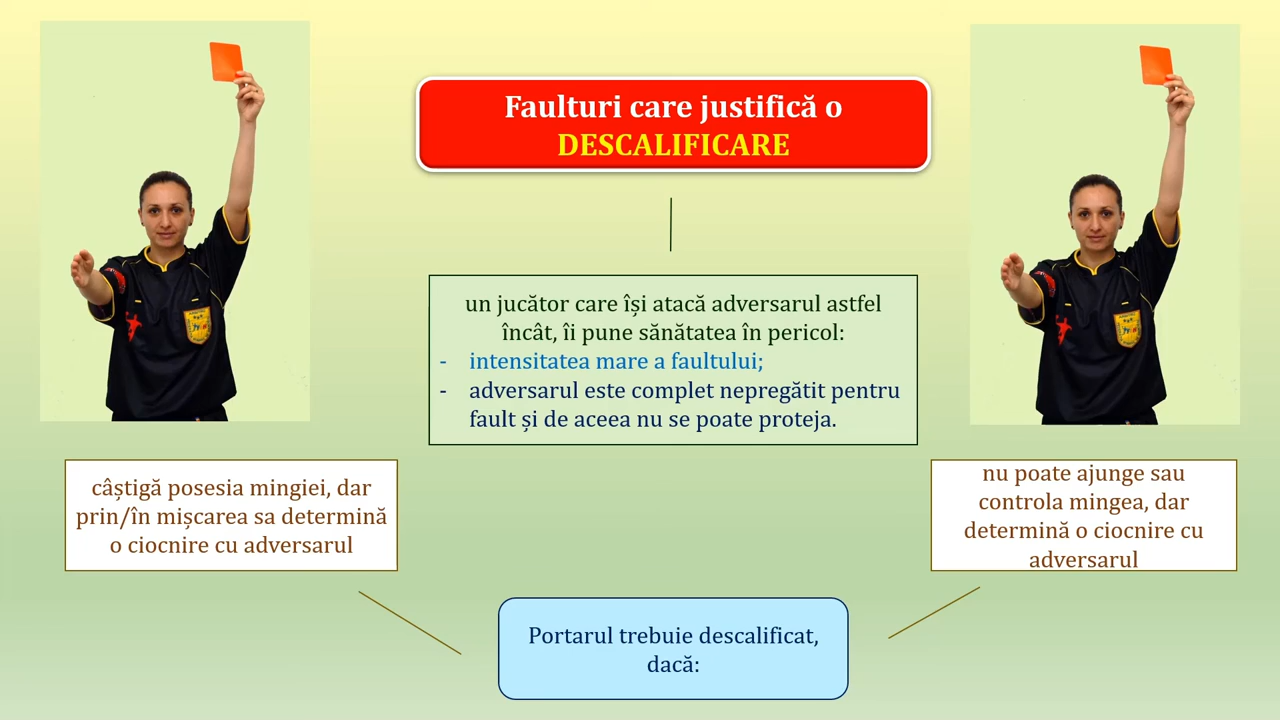 Faulturi care justifică o
DESCALIFICARE
un jucător care își atacă adversarul astfel
încât, îi pune sănătatea în pericol:
- intensitatea mare a faultului;
- adversarul este complet nepregătit pentru
fault și de aceea nu se poate proteja.
câștigă posesia mingiei, dar
prin/în mișcarea sa determină
o ciocnire cu adversarul
nu poate ajunge sau
controla mingea, dar
determină o ciocnire cu
adversarul
Portarul trebuie descalificat,
dacă: